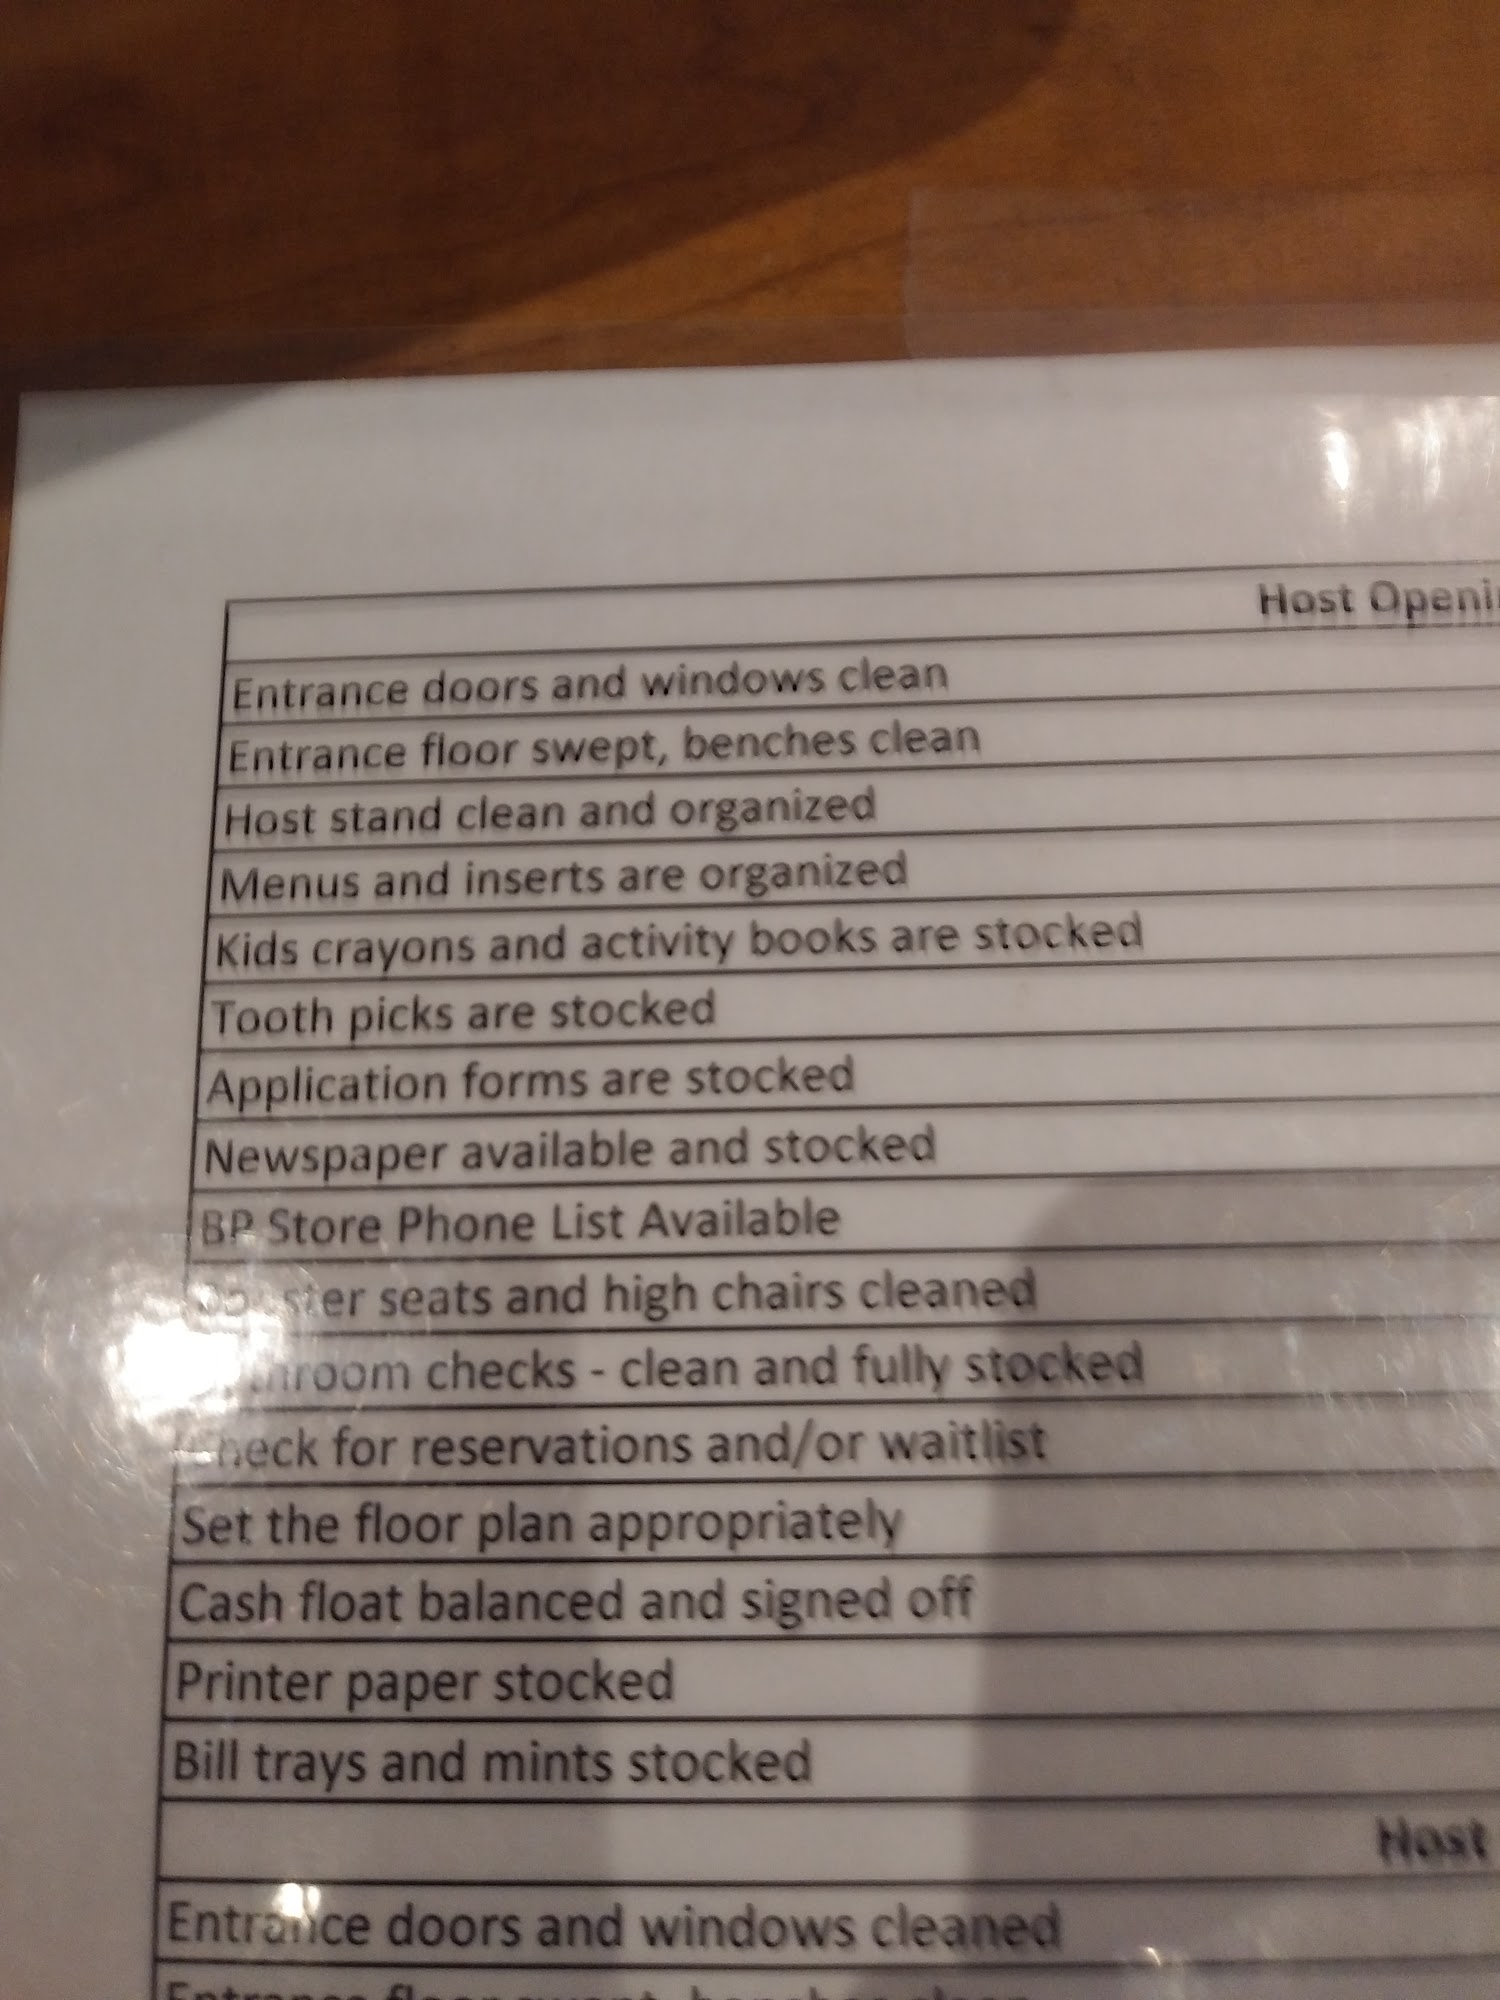 Host Openi
Entrance doors and windows clean
Entrance floor swept, benches clean
Host stand clean and organized
Menus and inserts are organized
Kids crayons and activity books are stocked
Tooth picks are stocked
Application forms are stocked
Newspaper available and stocked
BP Store Phone List Available
seats and high chairs cleaned
checks - clean and fully stocked
Check for reservations and/or waitlist
Set the floor plan appropriately
Cash float balanced and signed off
Printer paper stocked
Bill trays and mints stocked
Host
Entrance doors and windows cleaned